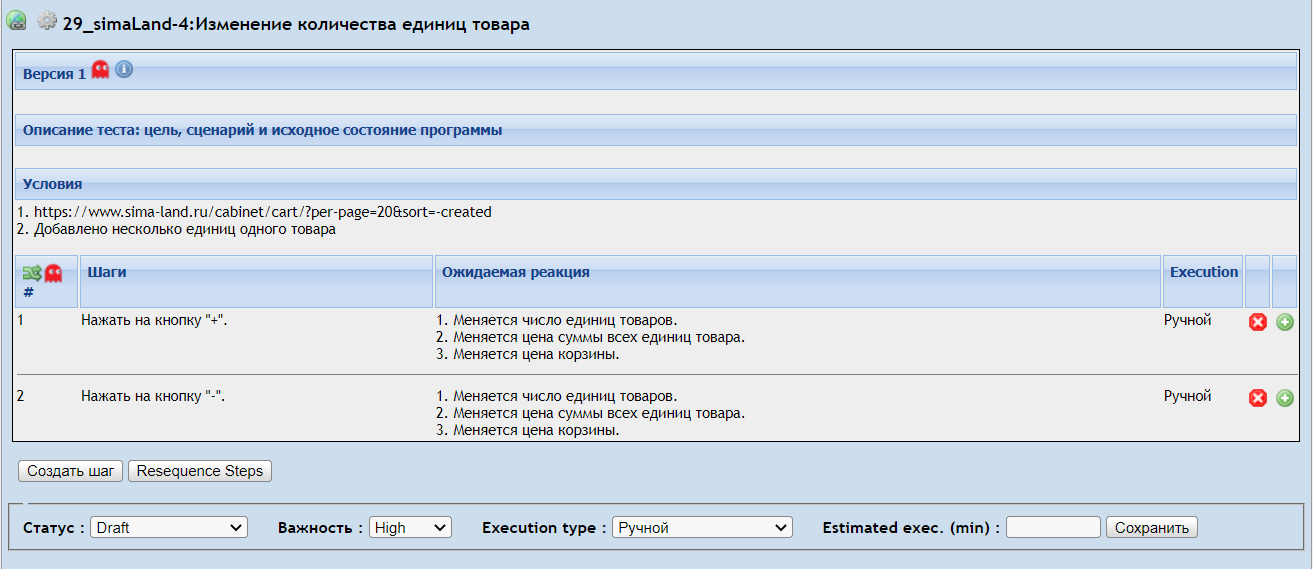 29_simaLand-4:Изменение количества единиц товара
Версия 1
Описание теста: цель, сценарий и исходное состояние программы
Условия
1. https://www.sima-land.ru/cabinet/cart/?per-page=20&sort=-created
2. Добавлено несколько единиц одного товара
# Шаги Ожидаемая реакция Execution
1 Нажать на кнопку "+". 1. Меняется число единиц товаров. Ручной
2. Меняется цена суммы всех единиц товара.
3. Меняется цена корзины.
2 Нажать на кнопку "-". 1. Меняется число единиц товаров. Ручной
2. Меняется цена суммы всех единиц товара.
3. Меняется цена корзины.
Создать шаг Resequence Steps
Статус : Draft Важность : High Execution type : Ручной Estimated exec. (min) : Сохранить